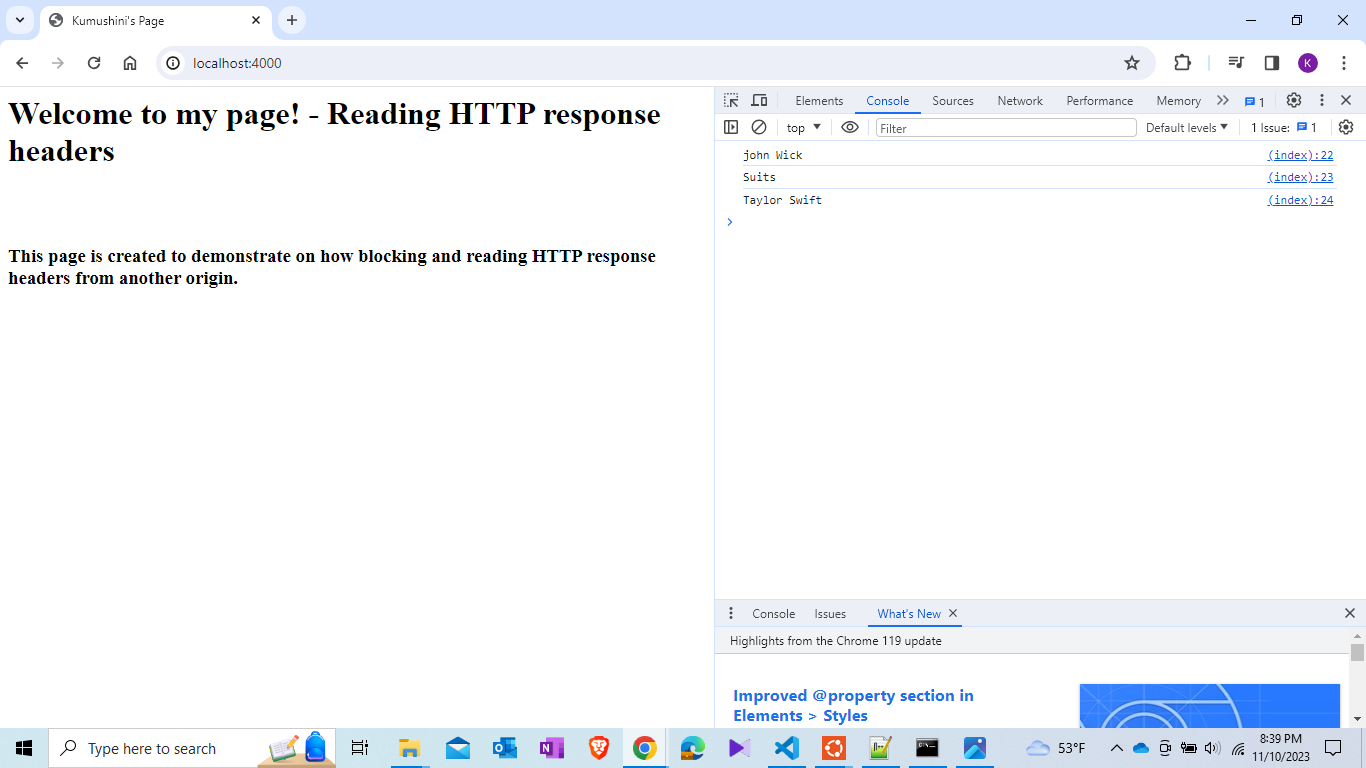 Kumushini's Page
localhost:4000
K
Welcome to my page! - Reading HTTP response
headers
This page is created to demonstrate on how blocking and reading HTTP response
headers from another origin.
Elements Console Sources Network Performance Memory 1
top Filter Default levels 1 Issue: 1
john Wick (index):22
Suits (index):23
Taylor Swift (index):24
Console Issues What's New
Highlights from the Chrome 119 update
Improved @property section in
Elements > Styles
Type here to search
53°F
8:39 PM
11/10/2023